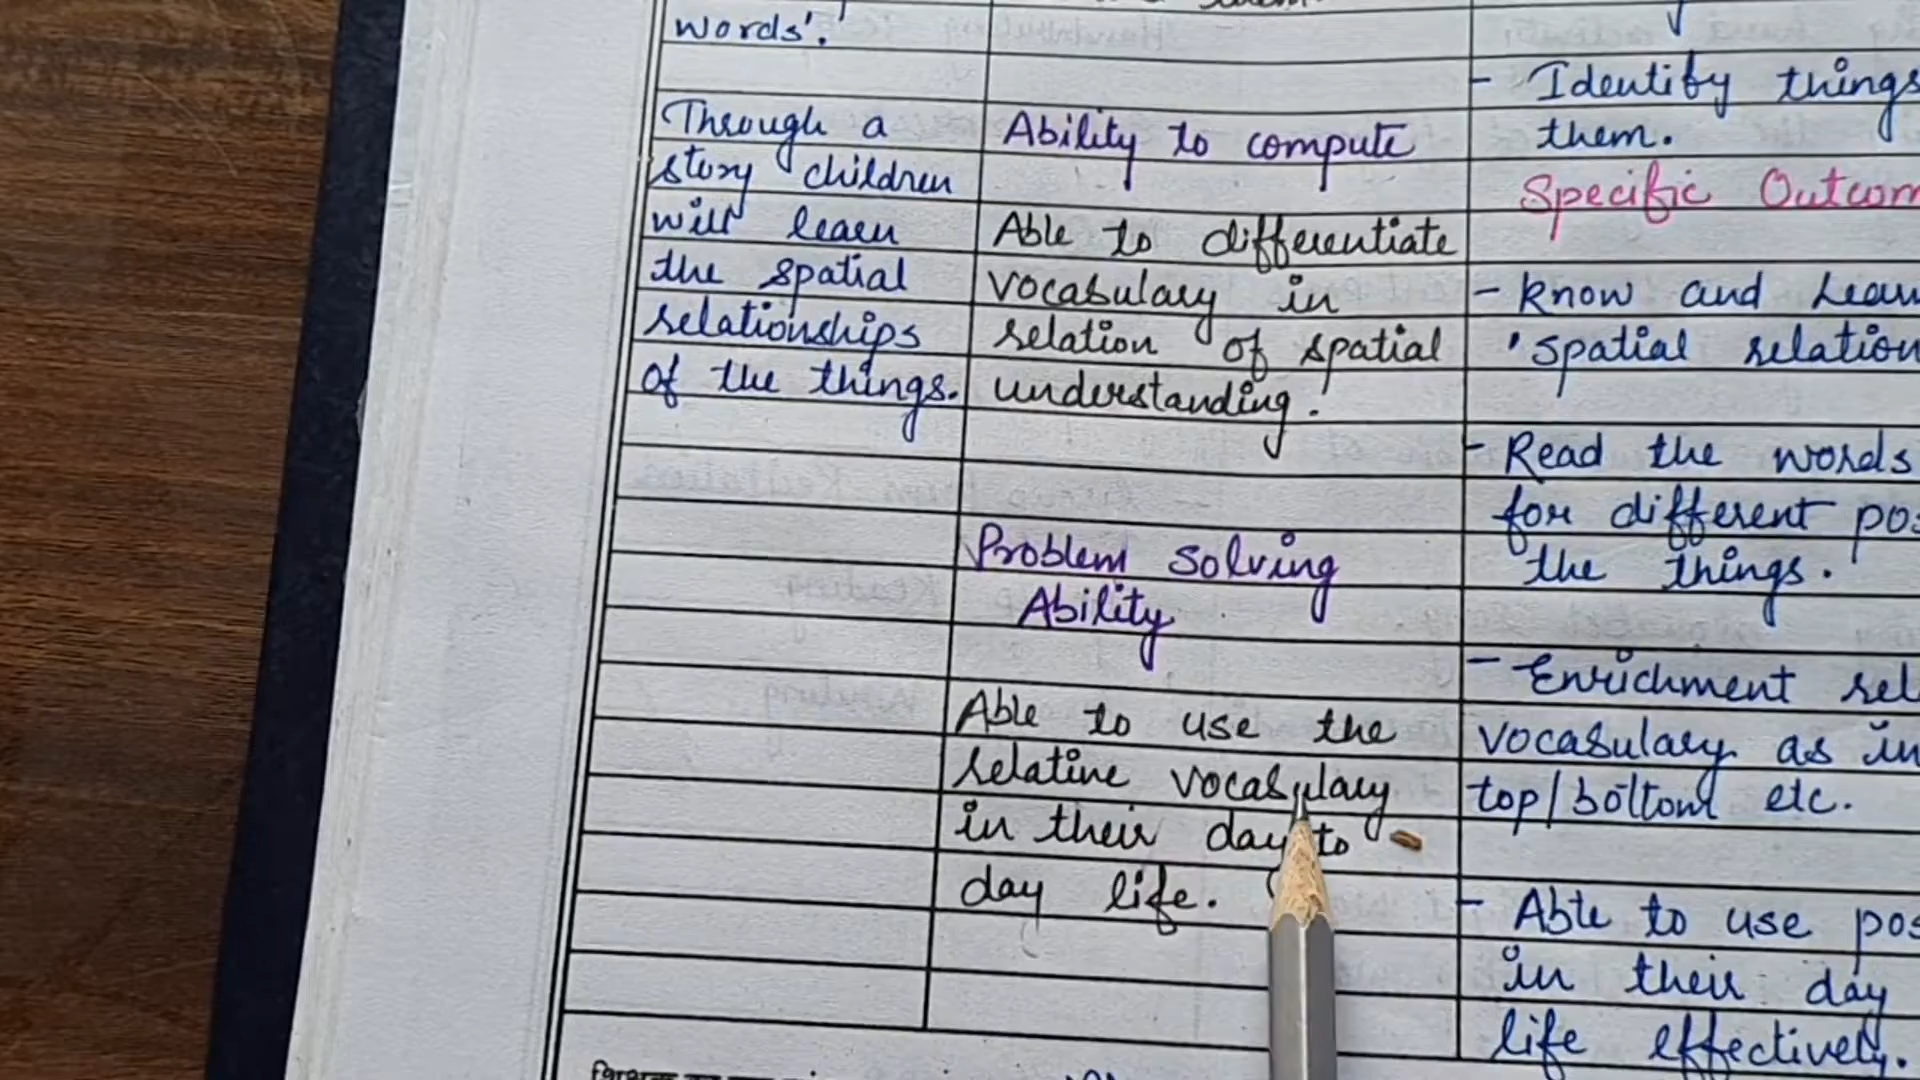 words'.
Through a
story children
will learn
the spatial
relationships
of the things.
Ability to compute
Able to differentiate
vocabulary in
relation of spatial
understanding.
Problem solving
Ability
Able to use the
relative vocabulary
in their day to
day life.
- Identify things
them.
Specific Outcom
- know and Learn
'spatial relation
- Read the words
for different pos
the things.
- Enrichment rel
vocabulary as in
top/bottom etc.
- Able to use pos
in their day
life effectively.